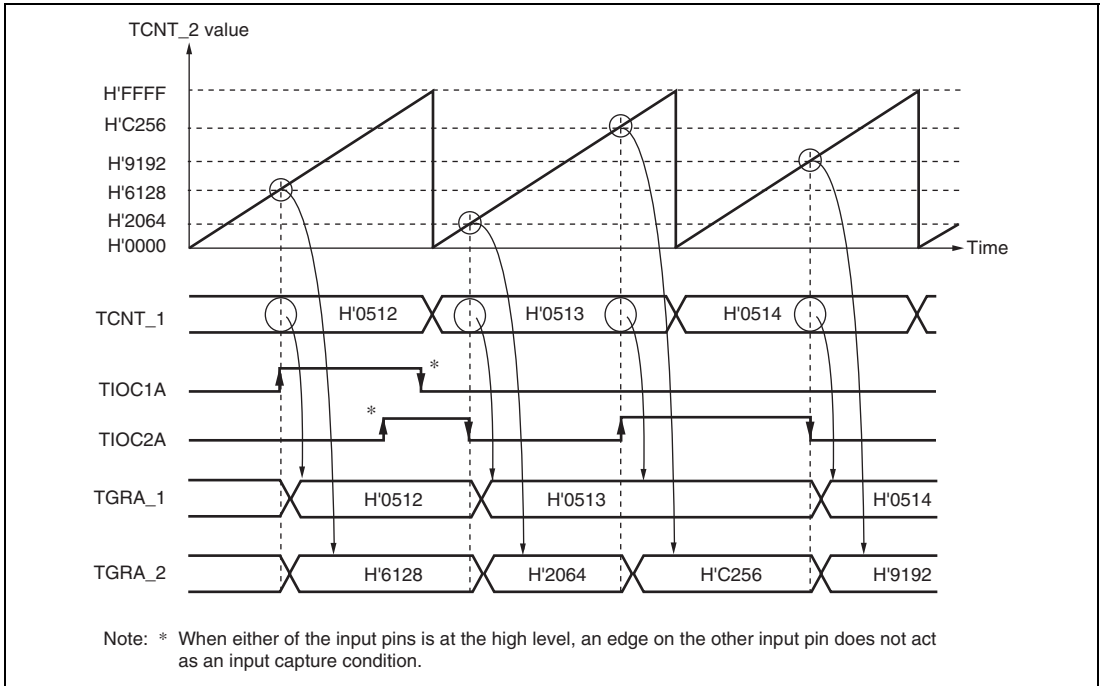 TCNT_2 value
H'FFFF
H'C256
H'9192
H'6128
H'2064
H'0000
Time
TCNT_1
H'0512
H'0513
H'0514
TIOC1A
*
TIOC2A
*
TGRA_1
H'0512
H'0513
H'0514
TGRA_2
H'6128
H'2064
H'C256
H'9192
Note: * When either of the input pins is at the high level, an edge on the other input pin does not act
as an input capture condition.